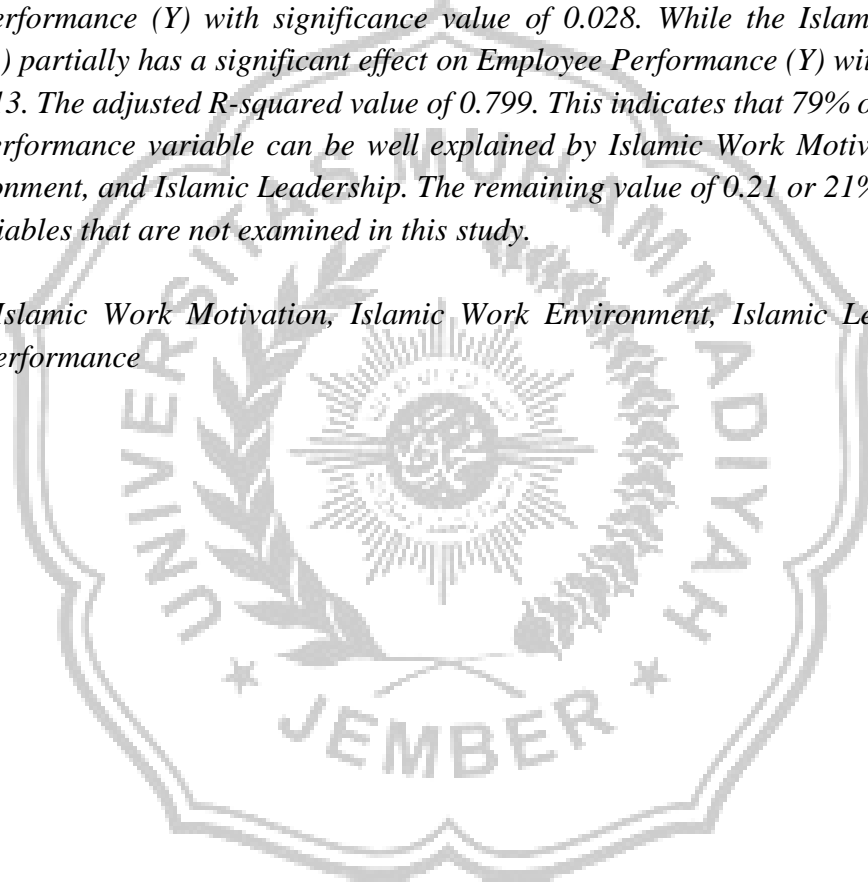 erformance (Y) with significance value of 0.028. While the Islam
) partially has a significant effect on Employee Performance (Y) wi
13. The adjusted R-squared value of 0.799. This indicates that 79% o
erformance variable can be well explained by Islamic Work Motiv
onment, and Islamic Leadership. The remaining value of 0.21 or 21%
iables that are not examined in this study.
Islamic Work Motivation, Islamic Work Environment, Islamic Le
erformance
UNIVERSITAS MUHAMMADIYAH
JEMBER